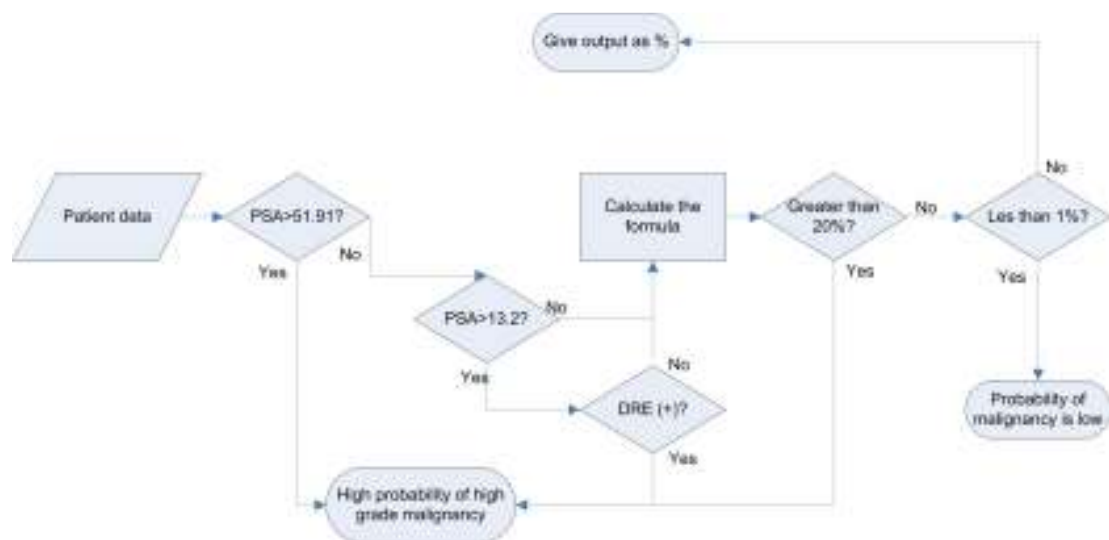 Give output as %
No
Patient data
PSA>51.91?
Calculate the
formula
Greater than
20%?
No
Les than 1%?
No
Yes
Yes
Yes
PSA>13.2?
No
Yes
No
DRE (+)?
Probability of
malignancy is low
Yes
High probability of high
grade malignancy